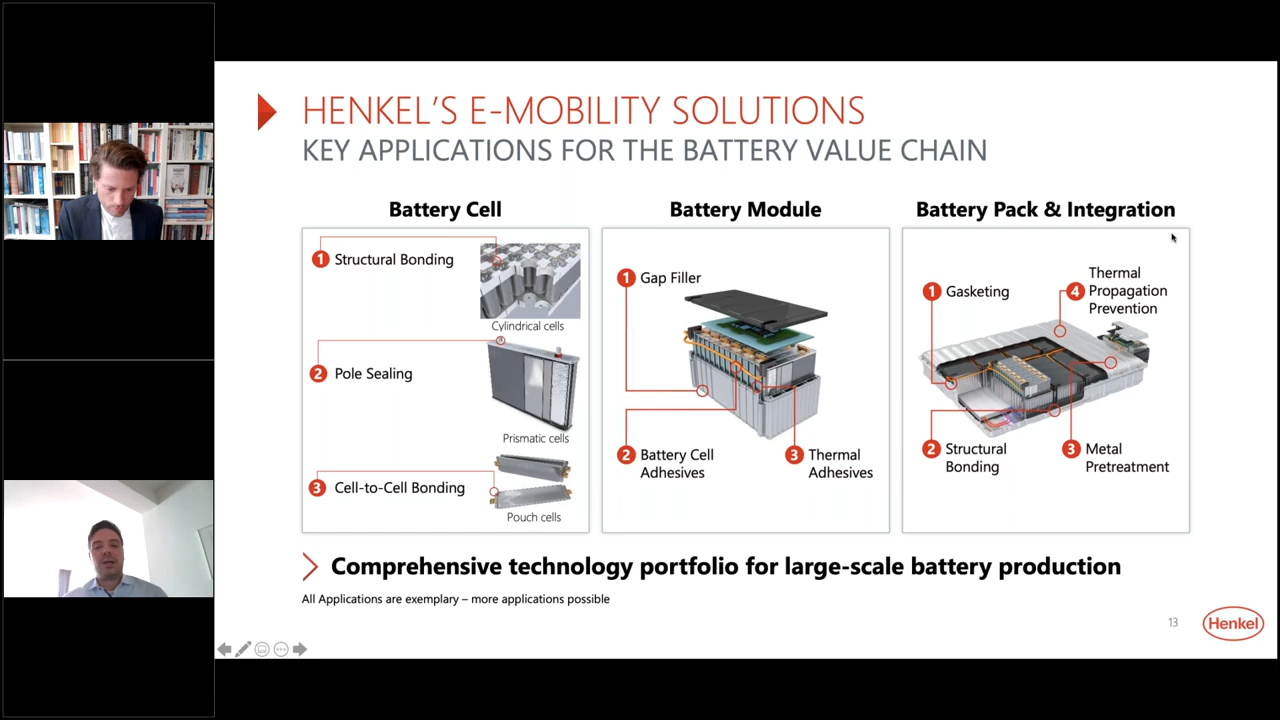 HENKEL’S E-MOBILITY SOLUTIONS
KEY APPLICATIONS FOR THE BATTERY VALUE CHAIN
Battery Cell
1 Structural Bonding
Cylindrical cells
2 Pole Sealing
Prismatic cells
3 Cell-to-Cell Bonding
Pouch cells
Battery Module
1 Gap Filler
2 Battery Cell
Adhesives
3 Thermal
Adhesives
Battery Pack & Integration
1 Gasketing
4 Thermal
Propagation
Prevention
2 Structural
Bonding
3 Metal
Pretreatment
Comprehensive technology portfolio for large-scale battery production
All Applications are exemplary – more applications possible
13
Henkel